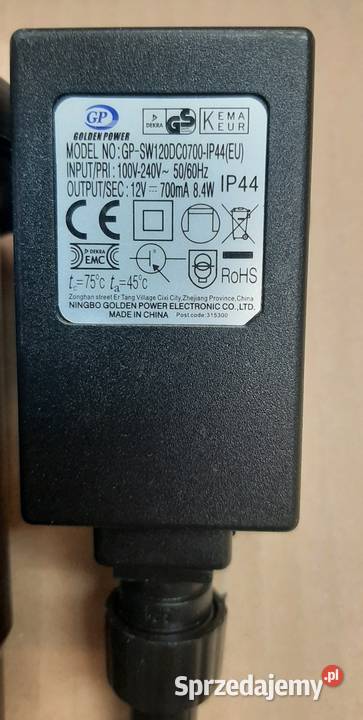 GP
GOLDEN POWER
DEKRA
GS
KEMA
KEUR
MODEL NO:GP-SW120DC0700-IP44(EU)
INPUT/PRI:100V-240V~ 50/60Hz
OUTPUT/SEC:12V⎓700mA 8.4W IP44
CE
DEKRA
EMC
RoHS
tc=75°C ta=45°C
Zonghan street Er Tang Village Cixi City,Zhejiang Province,China
NINGBO GOLDEN POWER ELECTRONIC CO.,LTD.
MADE IN CHINA Post code:315300
Sprzedajemy.pl